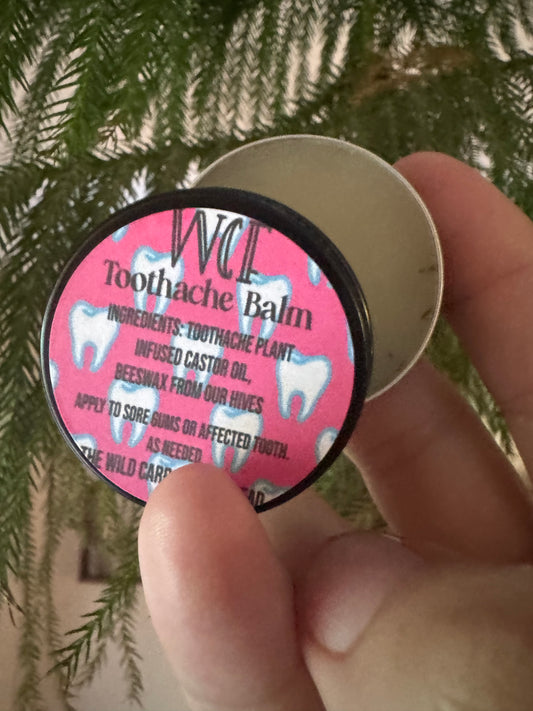 WCF
Toothache Balm
INGREDIENTS: TOOTHACHE PLANT
INFUSED CASTOR OIL,
BEESWAX FROM OUR HIVES
APPLY TO SORE GUMS OR AFFECTED TOOTH.
AS NEEDED
THE WILD